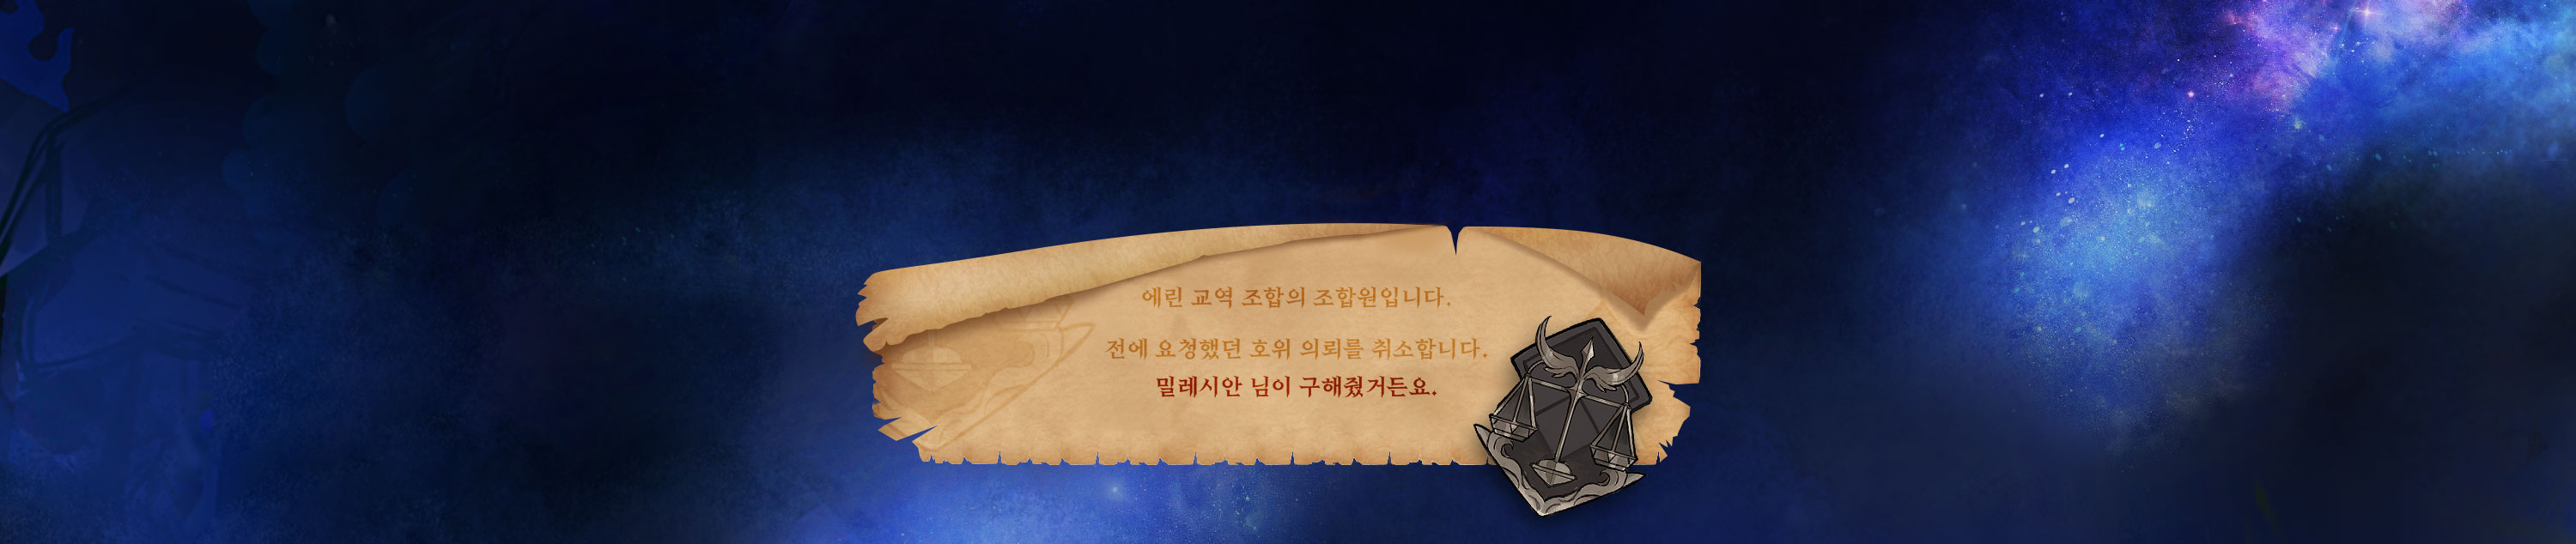 에린 교역 조합의 조합원입니다.
전에 요청했던 호위 의뢰를 취소합니다.
밀레시안 님이 구해줬거든요.